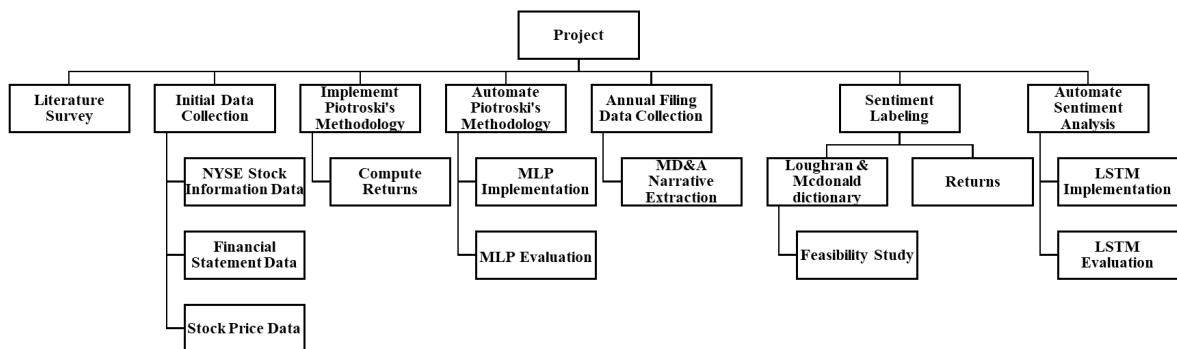 Project
Literature
Survey
Initial Data
Collection
Implememt
Piotroski's
Methodology
Automate
Piotroski's
Methodology
Annual Filing
Data Collection
Sentiment
Labeling
Automate
Sentiment
Analysis
NYSE Stock
Information Data
Compute
Returns
MLP
Implementation
MD&A
Narrative
Extraction
Loughran &
Mcdonald
dictionary
Returns
LSTM
Implementation
Financial
Statement Data
MLP Evaluation
Feasibility Study
LSTM
Evaluation
Stock Price Data